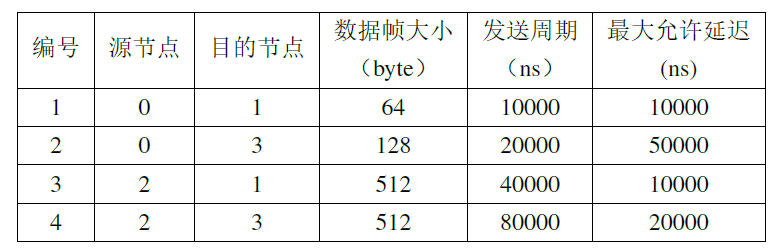 编号 源节点 目的节点 数据帧大小（byte） 发送周期（ns） 最大允许延迟(ns)
1 0 1 64 10000 10000
2 0 3 128 20000 50000
3 2 1 512 40000 10000
4 2 3 512 80000 20000